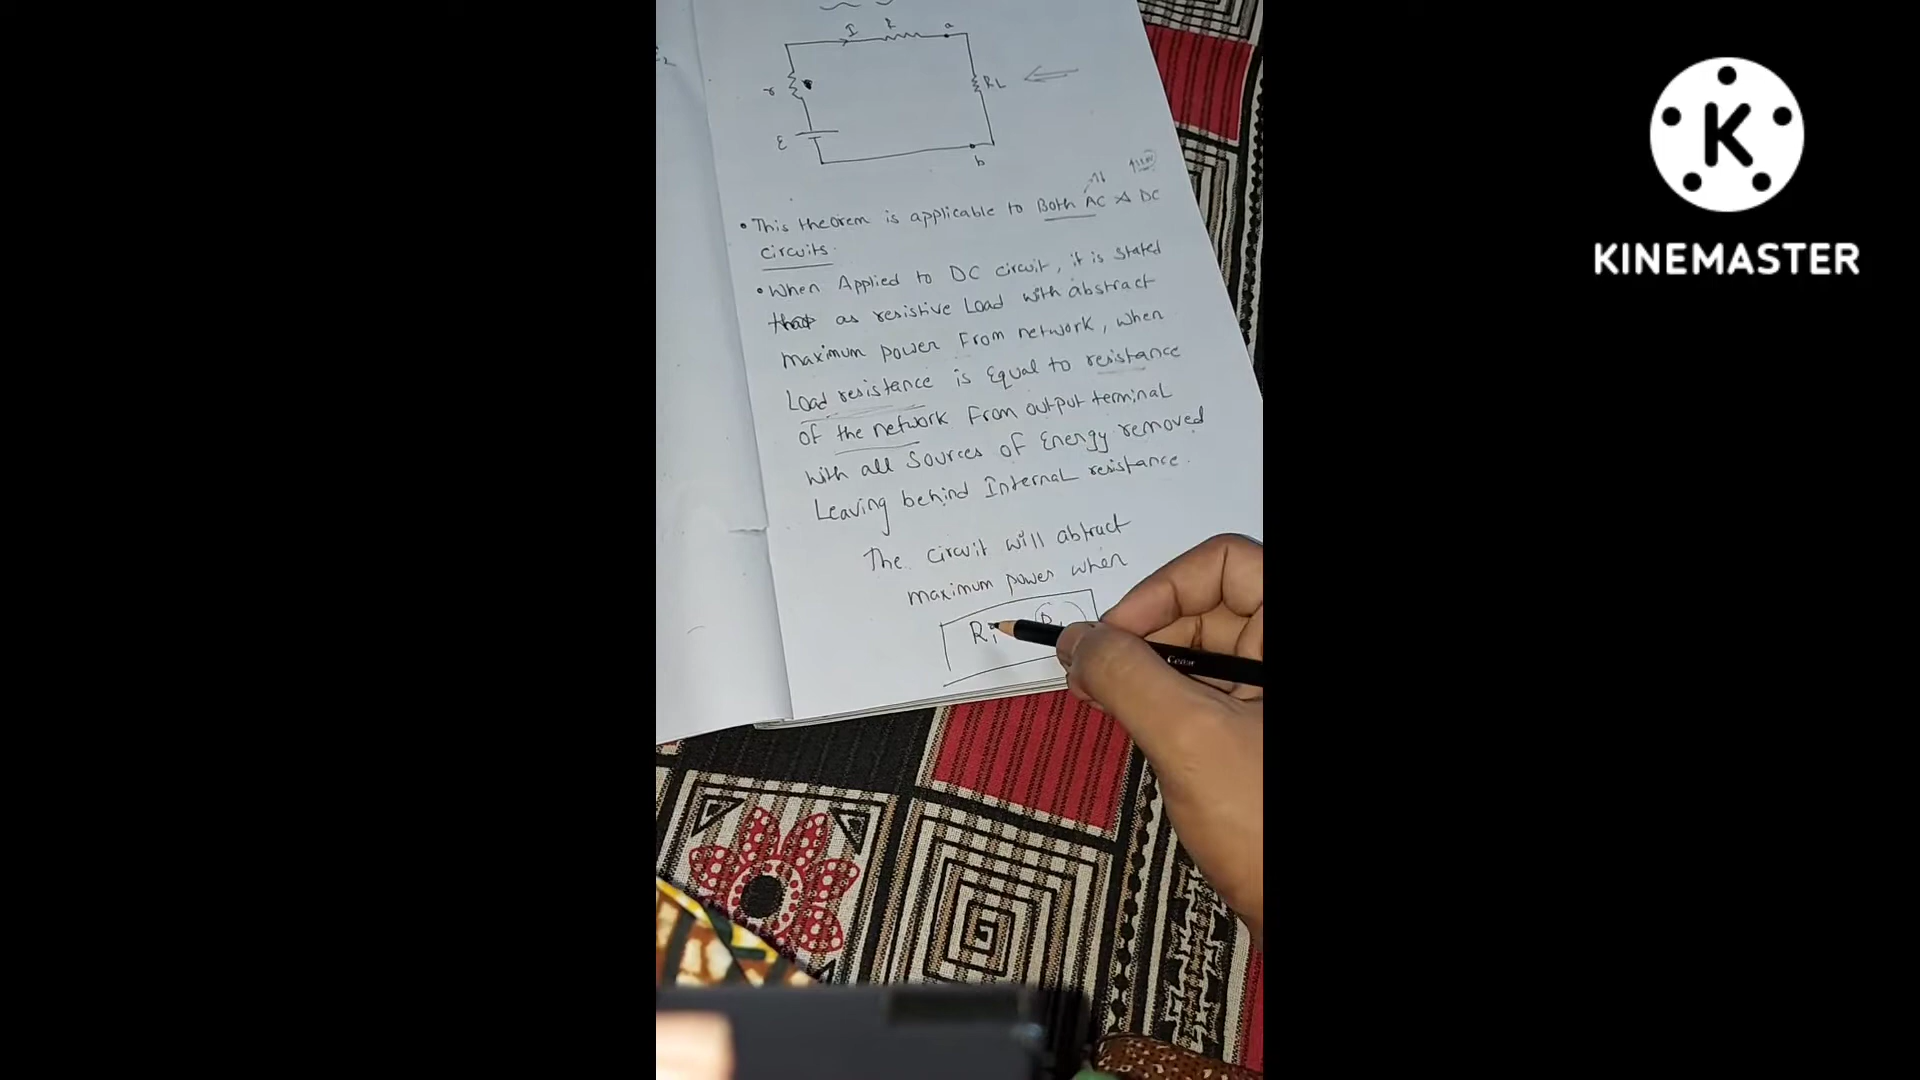 I R a
r
RL
ε
b
• This theorem is applicable to Both AC & DC
circuits.
• When Applied to DC circuit, it is stated
that as resistive Load with abstract
maximum power From network, when
Load resistance is Equal to resistance
of the network From output terminal
with all Sources of Energy removed
Leaving behind Internal resistance.
The circuit will abtract
maximum power when
Ri
K
KINEMASTER
Cedar